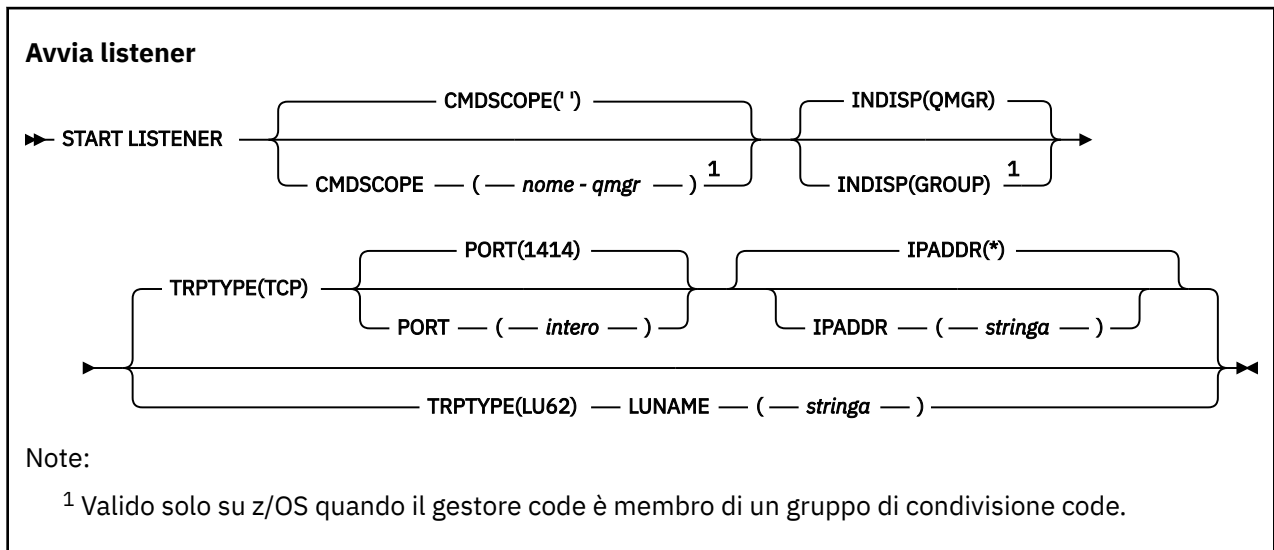 Avvia listener
CMDSCOPE(' ') INDISP(QMGR)
START LISTENER
CMDSCOPE ( nome - qmgr ) 1 INDISP(GROUP) 1
PORT(1414) IPADDR(*)
TRPTYPE(TCP)
PORT ( intero ) IPADDR ( stringa )
TRPTYPE(LU62) LUNAME ( stringa )
Note:
1 Valido solo su z/OS quando il gestore code è membro di un gruppo di condivisione code.